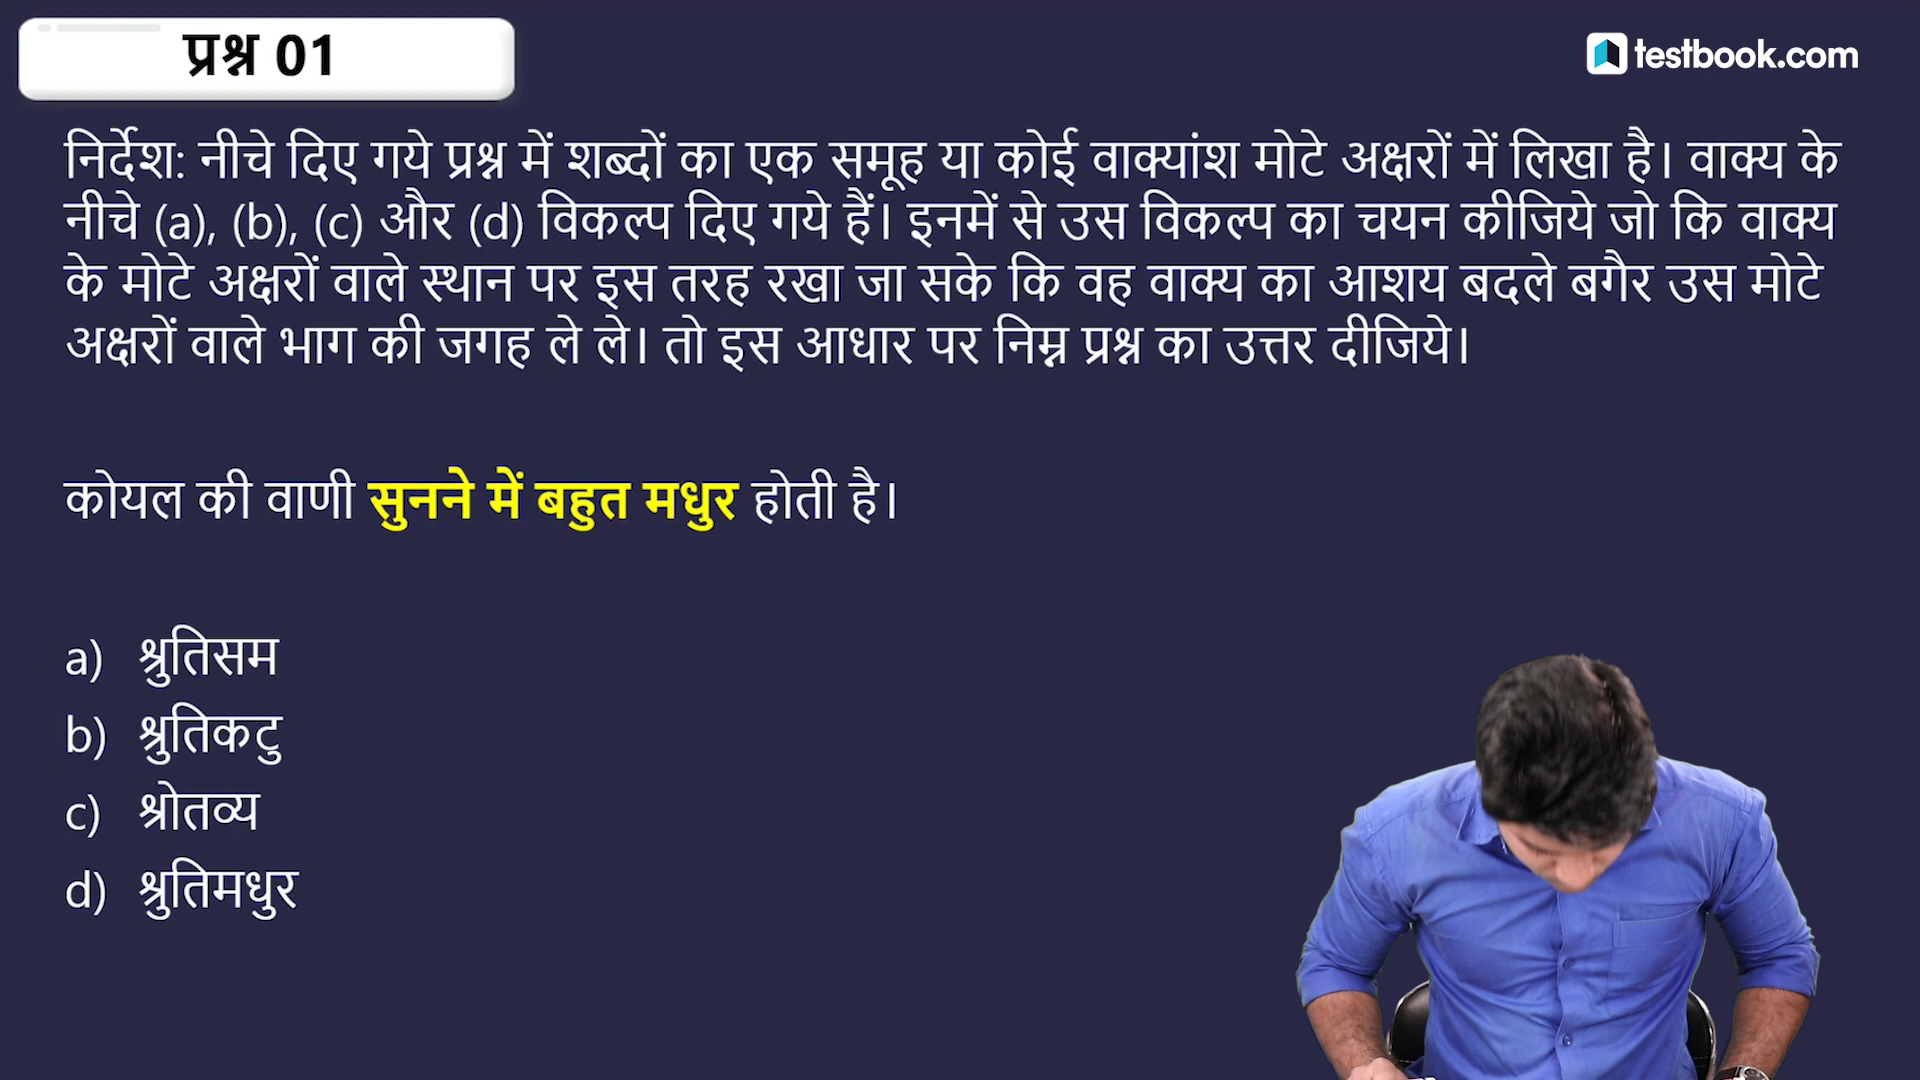 प्रश्न 01
testbook.com
निर्देश: नीचे दिए गये प्रश्न में शब्दों का एक समूह या कोई वाक्यांश मोटे अक्षरों में लिखा है। वाक्य के
नीचे (a), (b), (c) और (d) विकल्प दिए गये हैं। इनमें से उस विकल्प का चयन कीजिये जो कि वाक्य
के मोटे अक्षरों वाले स्थान पर इस तरह रखा जा सके कि वह वाक्य का आशय बदले बगैर उस मोटे
अक्षरों वाले भाग की जगह ले ले। तो इस आधार पर निम्न प्रश्न का उत्तर दीजिये।
कोयल की वाणी सुनने में बहुत मधुर होती है।
a) श्रुतिसम
b) श्रुतिकटु
c) श्रोतव्य
d) श्रुतिमधुर